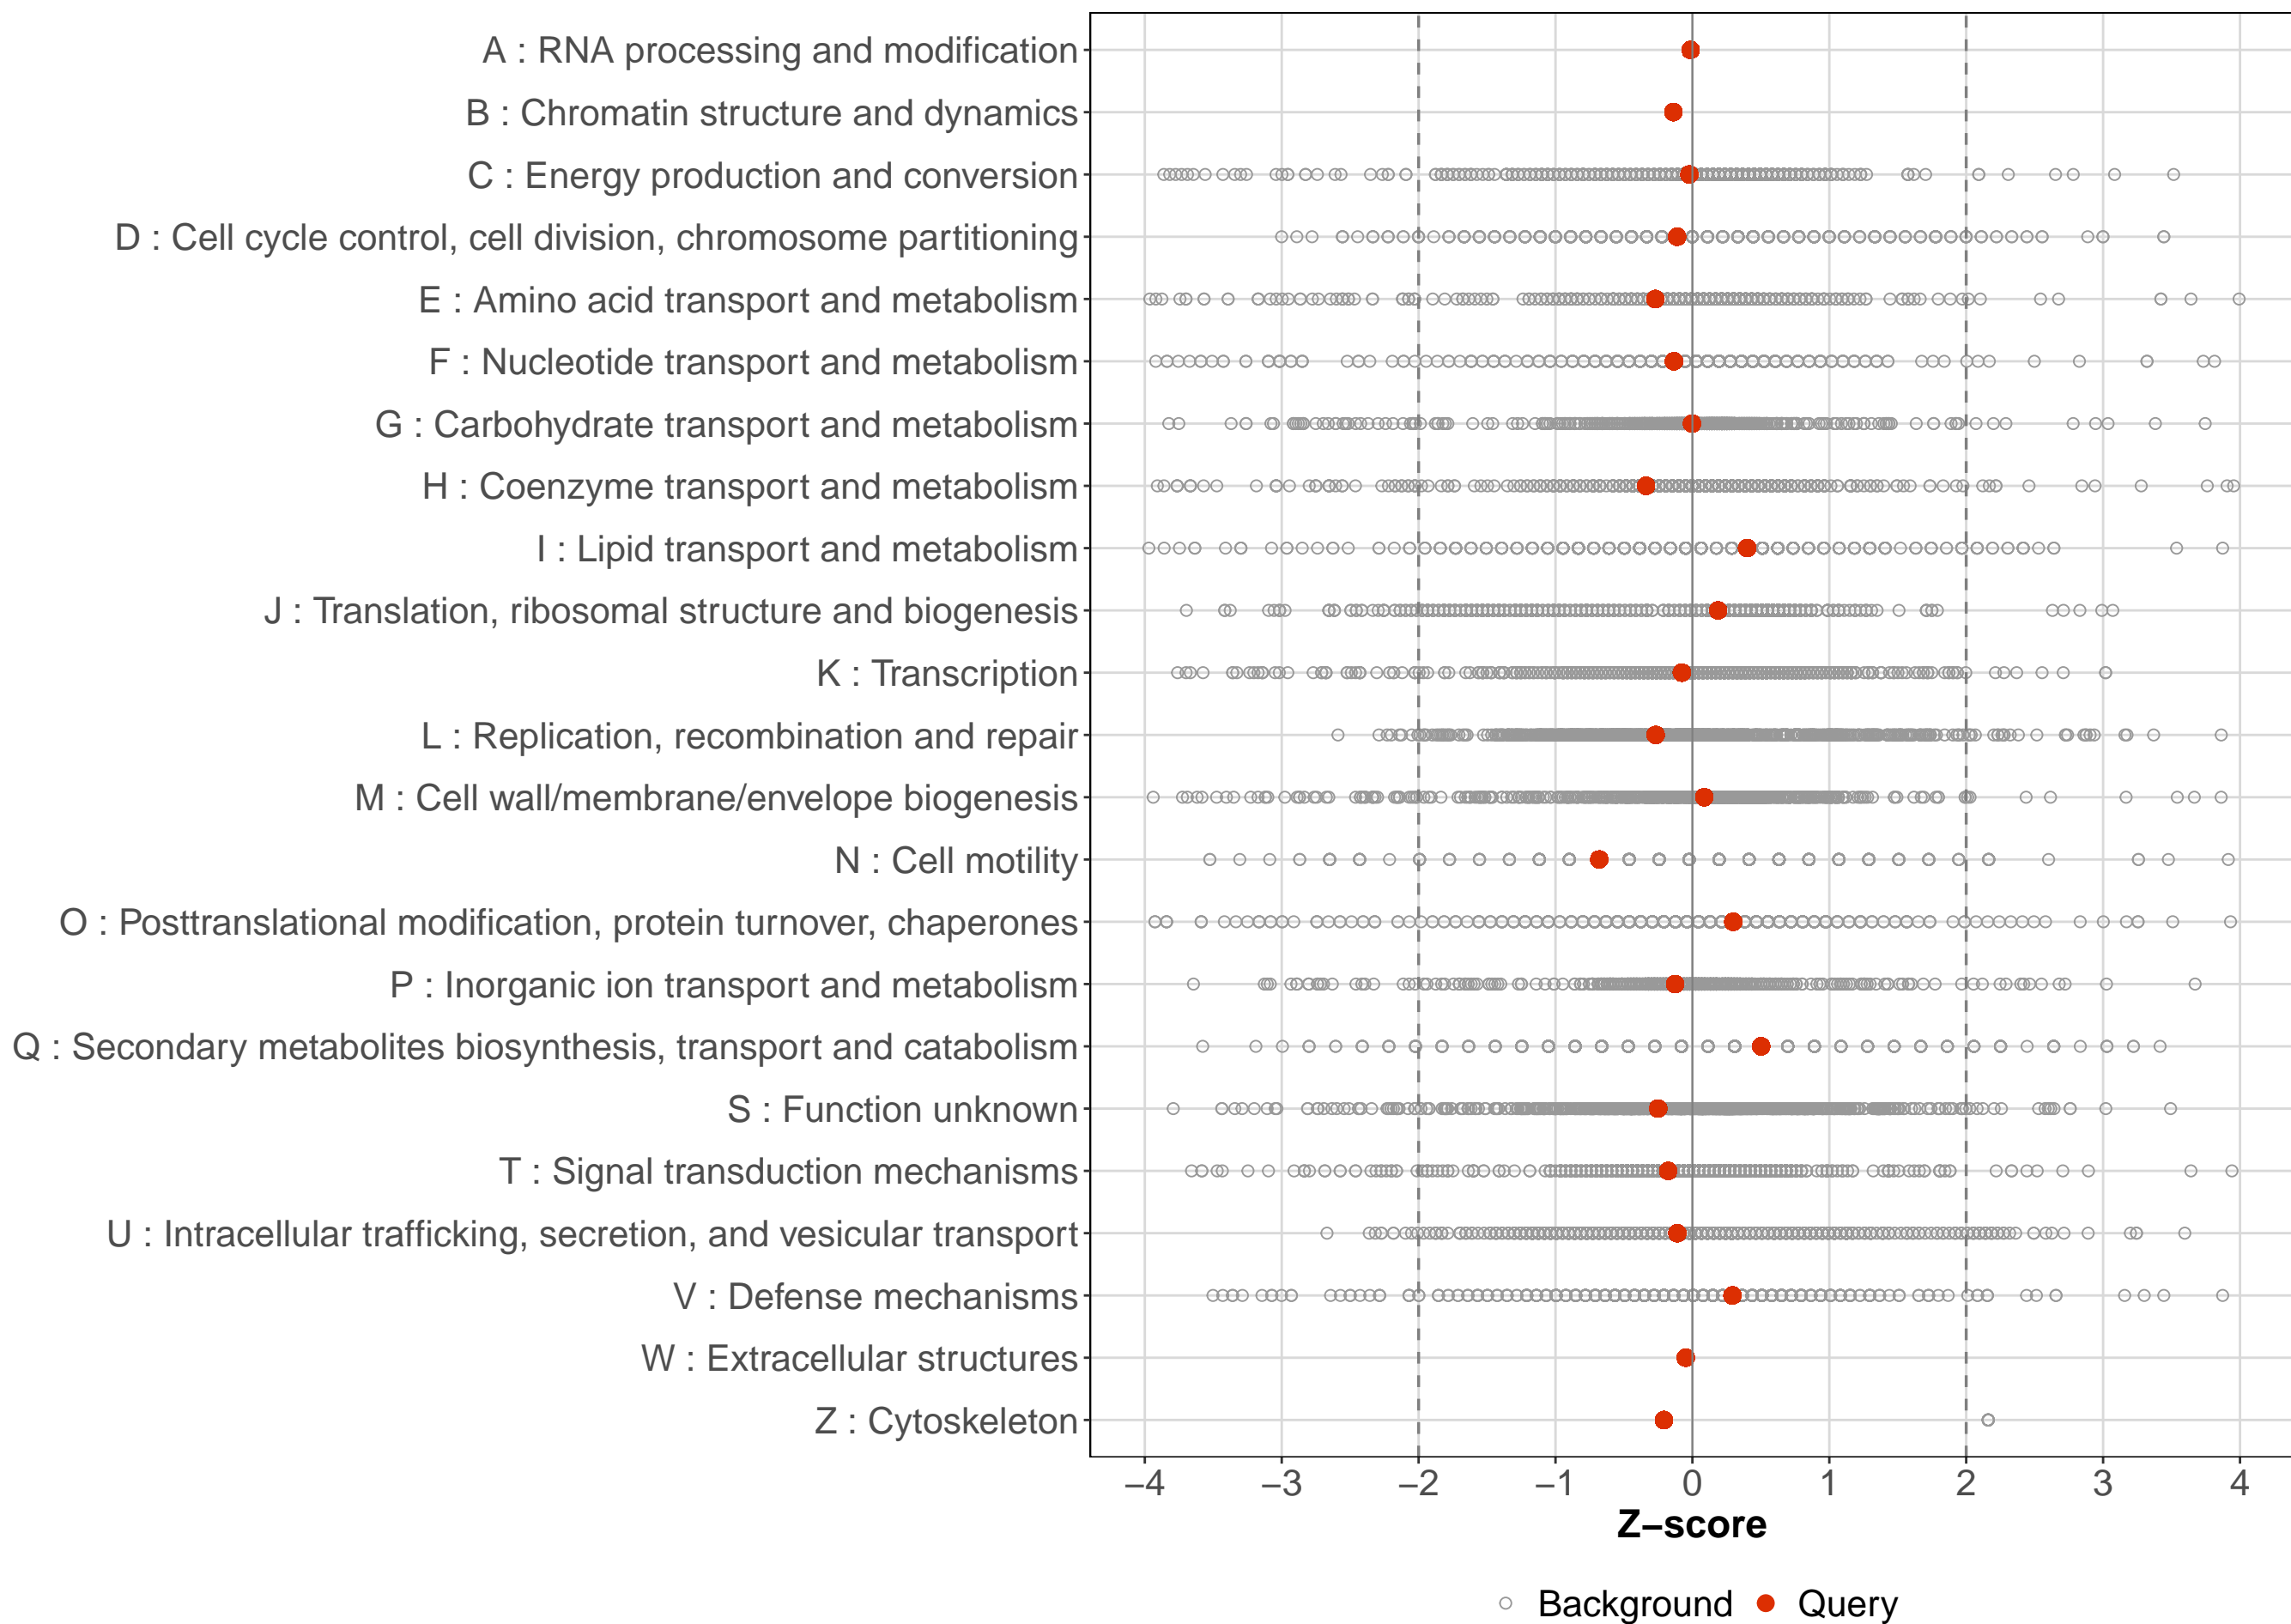 A : RNA processing and modification
B : Chromatin structure and dynamics
C : Energy production and conversion
D : Cell cycle control, cell division, chromosome partitioning
E : Amino acid transport and metabolism
F : Nucleotide transport and metabolism
G : Carbohydrate transport and metabolism
H : Coenzyme transport and metabolism
I : Lipid transport and metabolism
J : Translation, ribosomal structure and biogenesis
K : Transcription
L : Replication, recombination and repair
M : Cell wall/membrane/envelope biogenesis
N : Cell motility
O : Posttranslational modification, protein turnover, chaperones
P : Inorganic ion transport and metabolism
Q : Secondary metabolites biosynthesis, transport and catabolism
S : Function unknown
T : Signal transduction mechanisms
U : Intracellular trafficking, secretion, and vesicular transport
V : Defense mechanisms
W : Extracellular structures
Z : Cytoskeleton
−4 −3 −2 −1 0 1 2 3 4
Z−score
Background Query